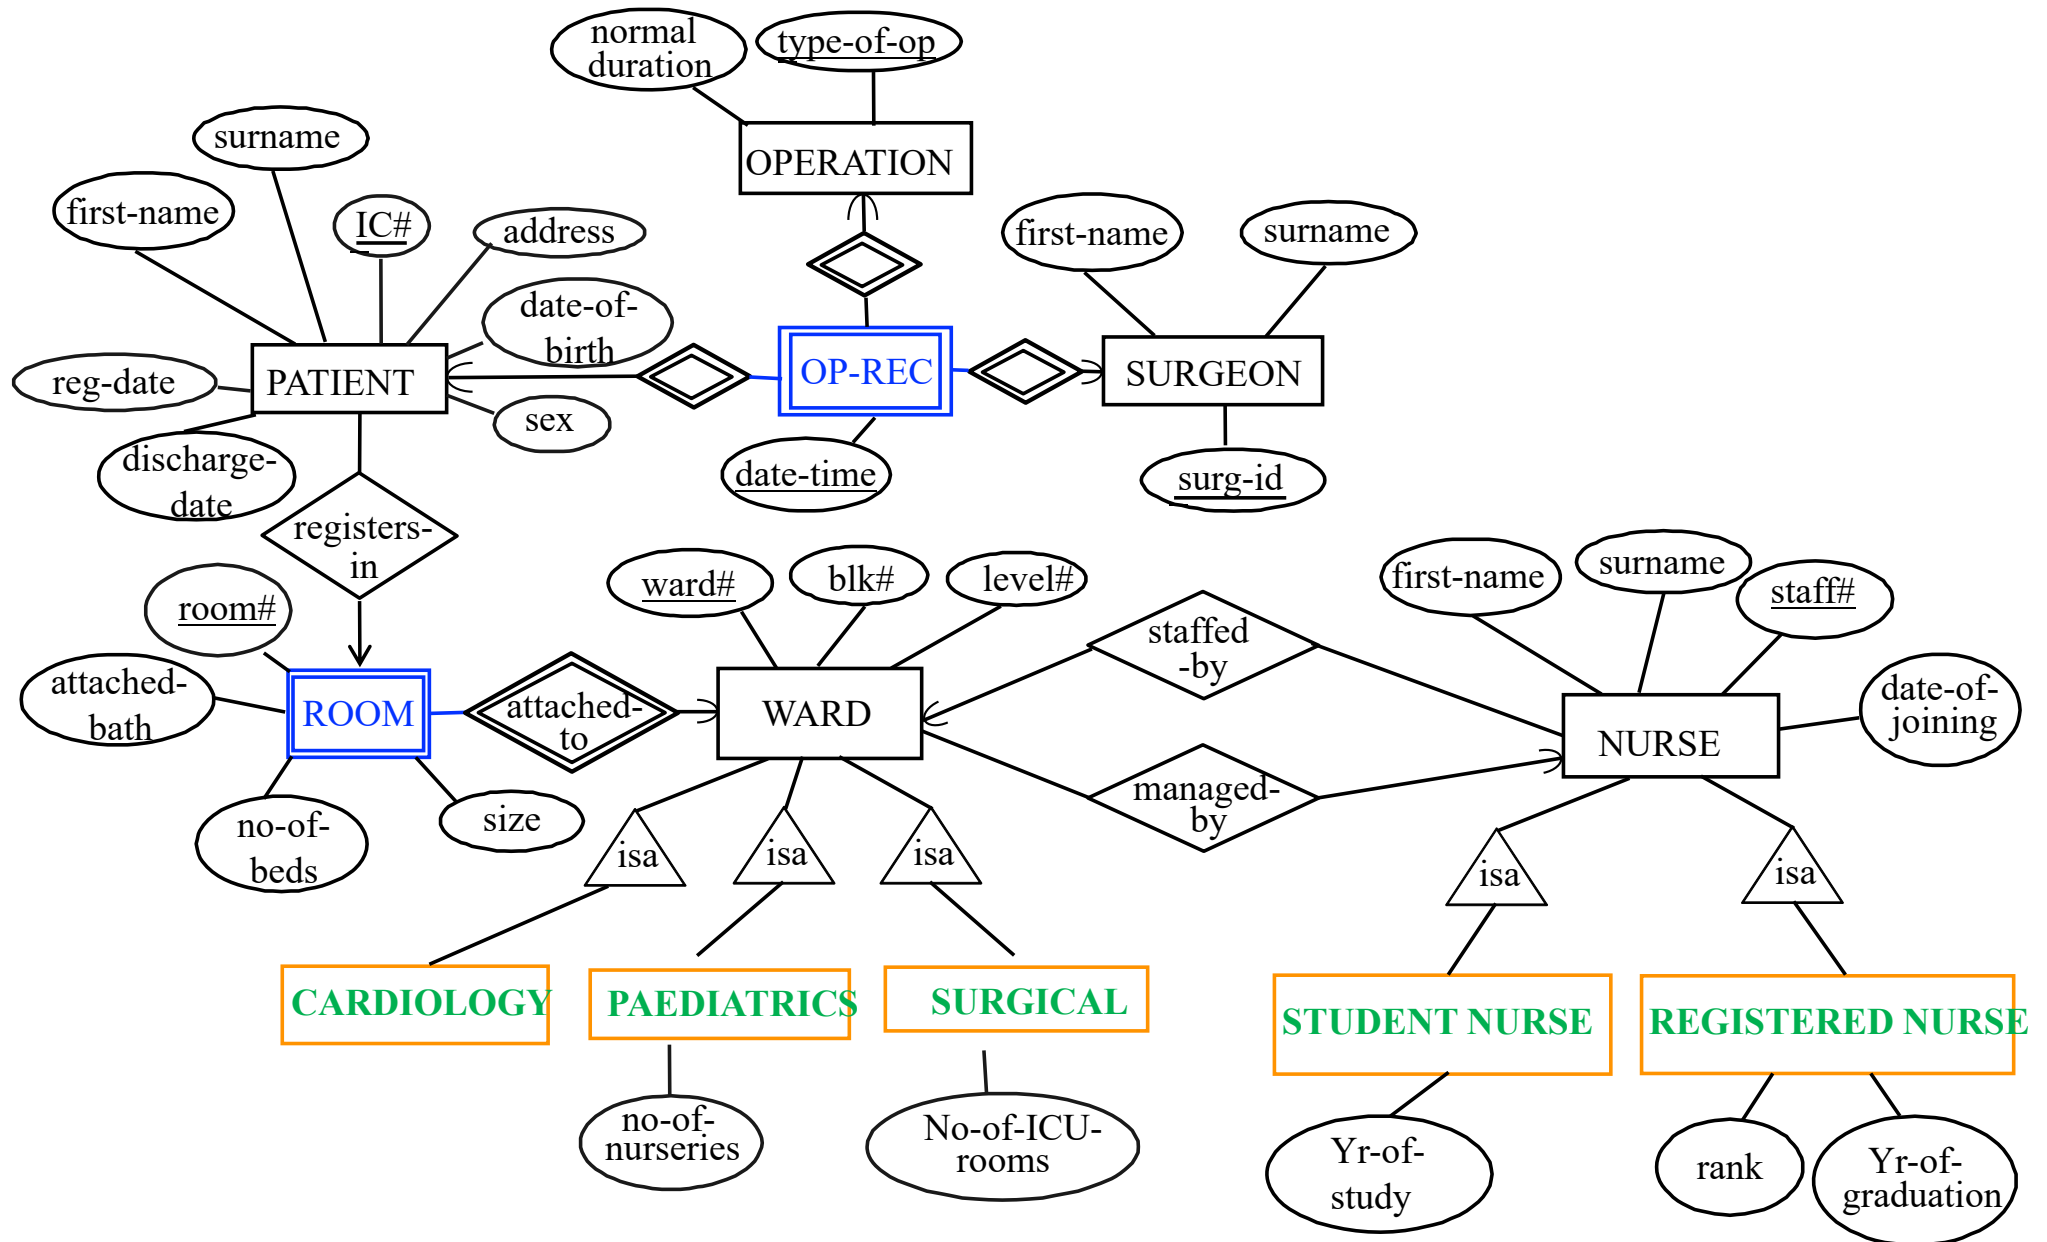 normal
duration
type-of-op
surname
OPERATION
first-name
IC#
address
first-name
surname
date-of-
birth
reg-date
PATIENT
OP-REC
SURGEON
sex
discharge-
date
date-time
surg-id
registers-
in
room#
ward#
blk#
level#
staffed
-by
first-name
surname
staff#
attached-
bath
ROOM
attached-
to
WARD
NURSE
date-of-
joining
managed-
by
no-of-
beds
size
isa
isa
isa
isa
isa
CARDIOLOGY
PAEDIATRICS
SURGICAL
STUDENT NURSE
REGISTERED NURSE
no-of-
nurseries
No-of-ICU-
rooms
Yr-of-
study
rank
Yr-of-
graduation